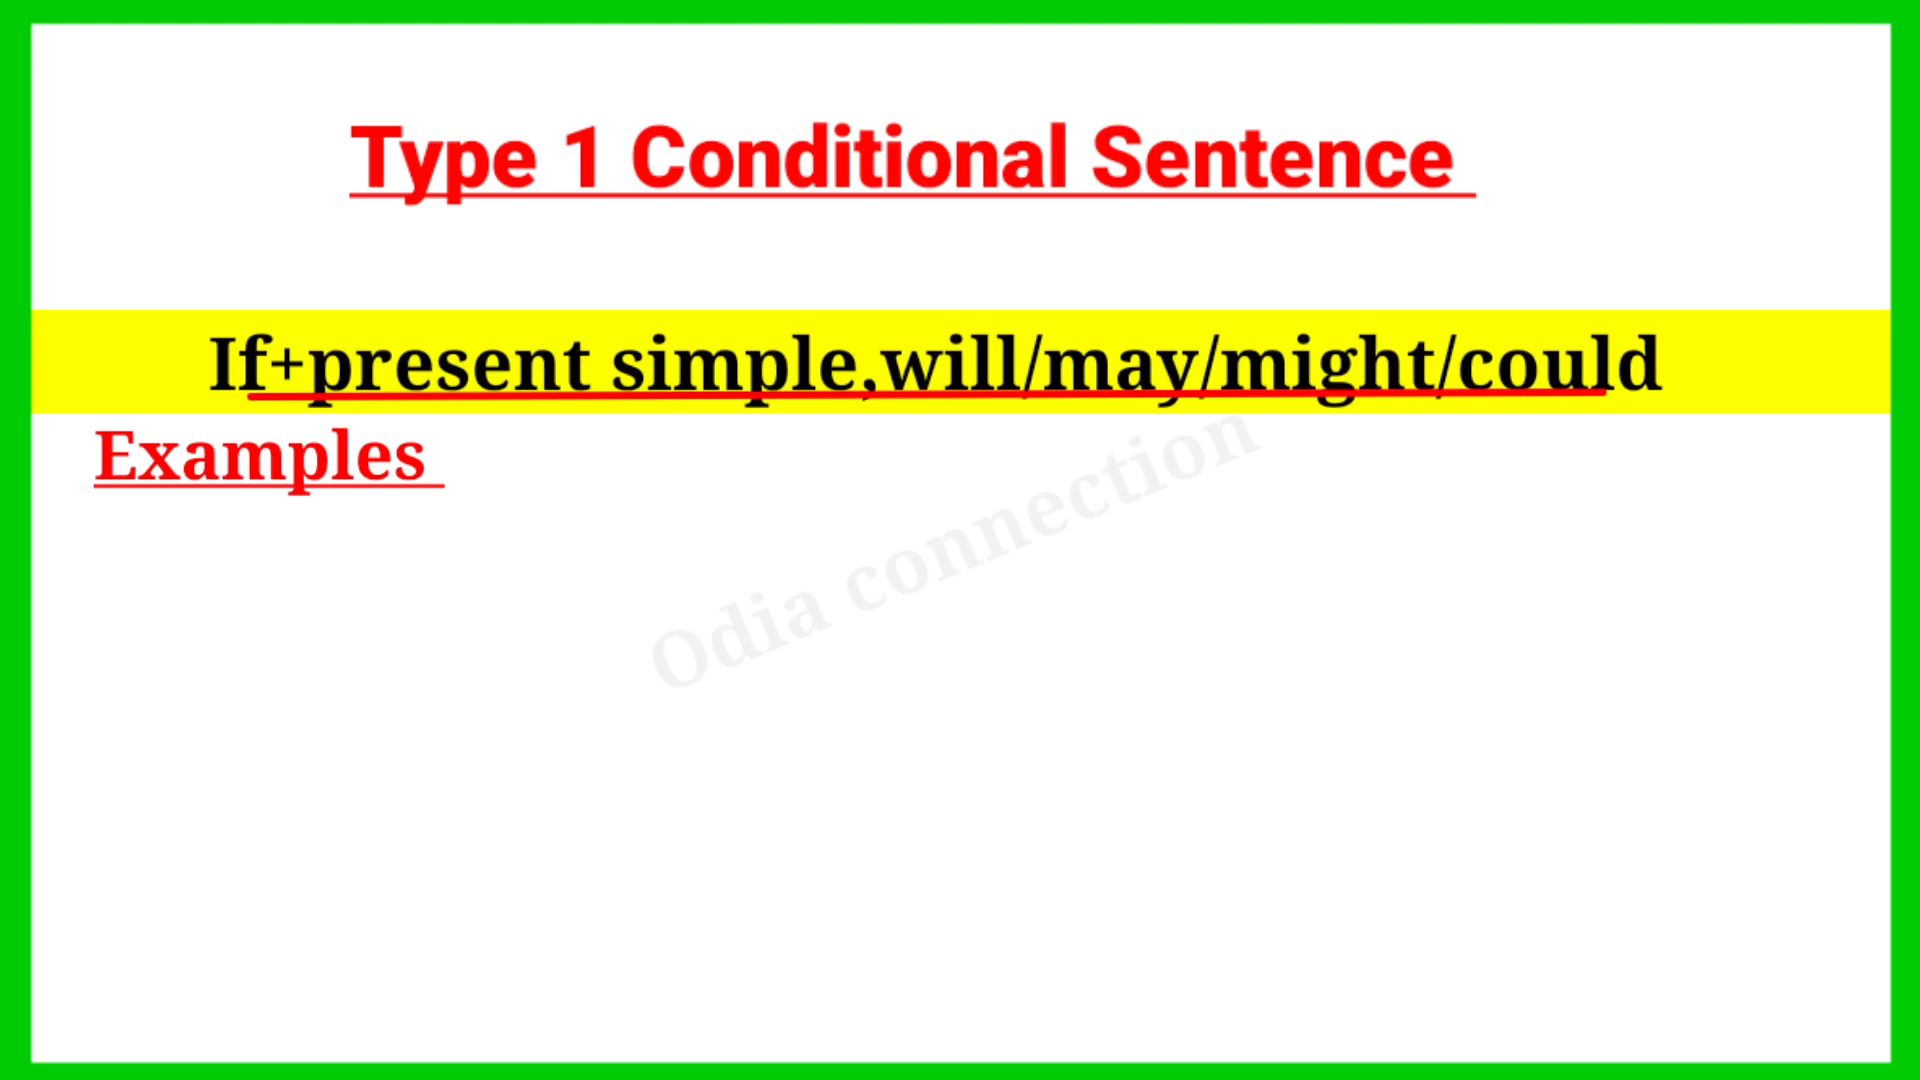 Type 1 Conditional Sentence
If+present simple,will/may/might/could
Examples
Odia connection